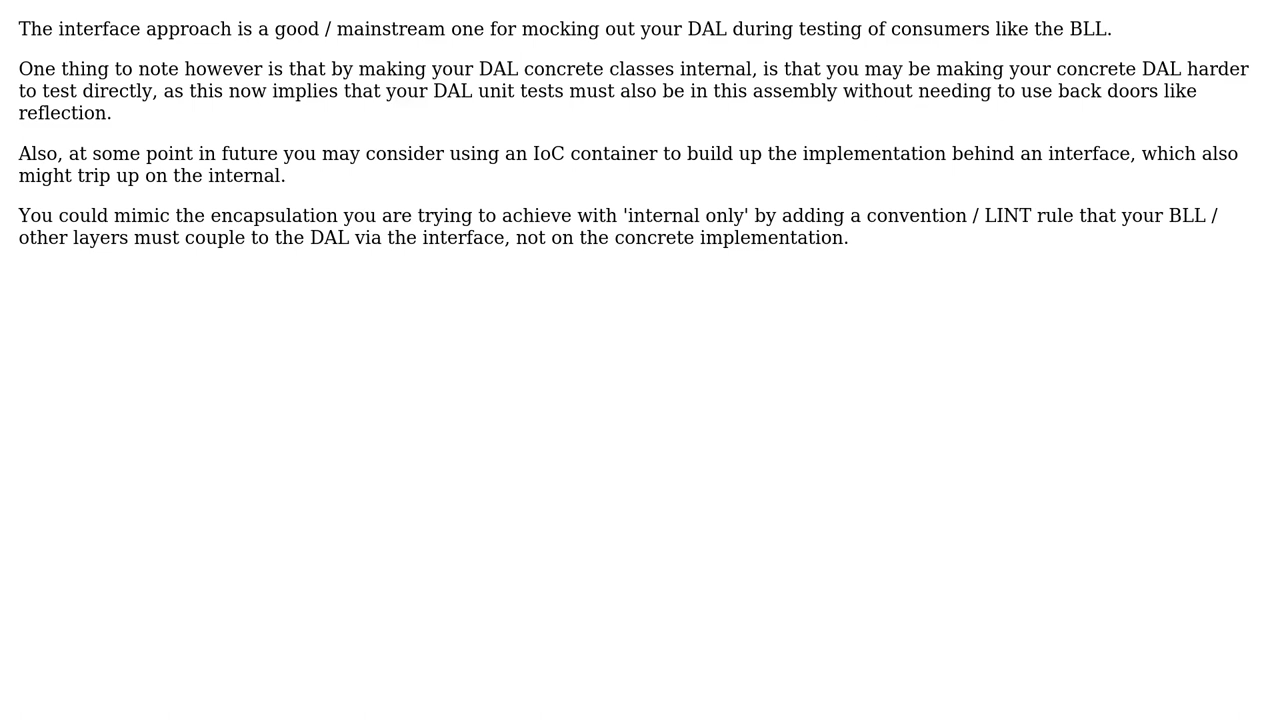 The interface approach is a good / mainstream one for mocking out your DAL during testing of consumers like the BLL.
One thing to note however is that by making your DAL concrete classes internal, is that you may be making your concrete DAL harder
to test directly, as this now implies that your DAL unit tests must also be in this assembly without needing to use back doors like
reflection.
Also, at some point in future you may consider using an IoC container to build up the implementation behind an interface, which also
might trip up on the internal.
You could mimic the encapsulation you are trying to achieve with 'internal only' by adding a convention / LINT rule that your BLL /
other layers must couple to the DAL via the interface, not on the concrete implementation.